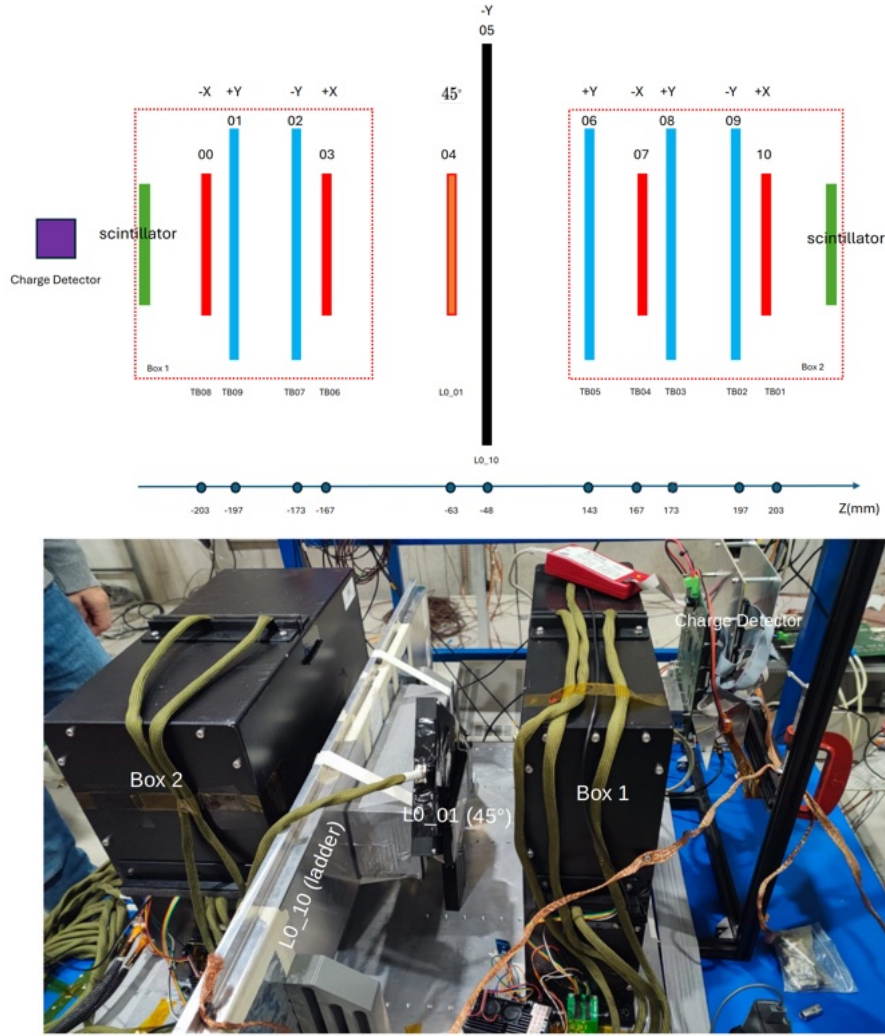 -Y
05
-X +Y -Y +X 45° +Y -X +Y -Y +X
01 02 06 08 09
00 03 04 07 10
scintillator scintillator
Charge Detector
Box 1 Box 2
TB08 TB09 TB07 TB06 L0_01 TB05 TB04 TB03 TB02 TB01
L0_10
-203 -197 -173 -167 -63 -48 143 167 173 197 203
Z(mm)
Charge Detector
Box 2
Box 1
L0_01 (45°)
L0_10 (ladder)